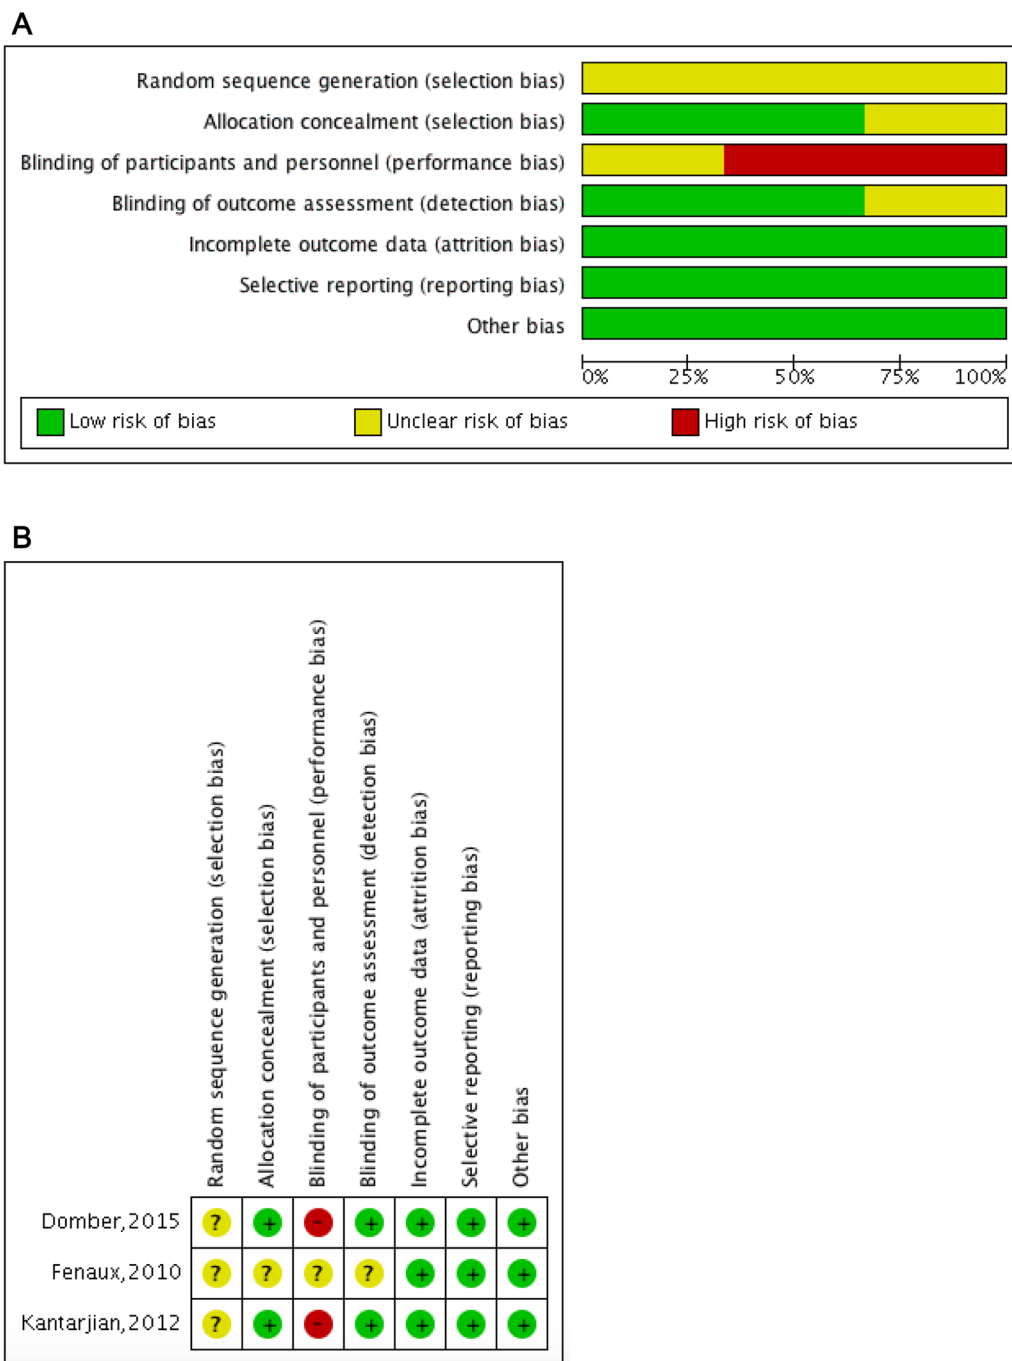 A
Random sequence generation (selection bias)
Allocation concealment (selection bias)
Blinding of participants and personnel (performance bias)
Blinding of outcome assessment (detection bias)
Incomplete outcome data (attrition bias)
Selective reporting (reporting bias)
Other bias
0% 25% 50% 75% 100%
Low risk of bias Unclear risk of bias High risk of bias
B
Random sequence generation (selection bias)
Allocation concealment (selection bias)
Blinding of participants and personnel (performance bias)
Blinding of outcome assessment (detection bias)
Incomplete outcome data (attrition bias)
Selective reporting (reporting bias)
Other bias
Domber,2015 ? + - + + + +
Fenaux,2010 ? ? ? ? + + +
Kantarjian,2012 ? + - + + + +